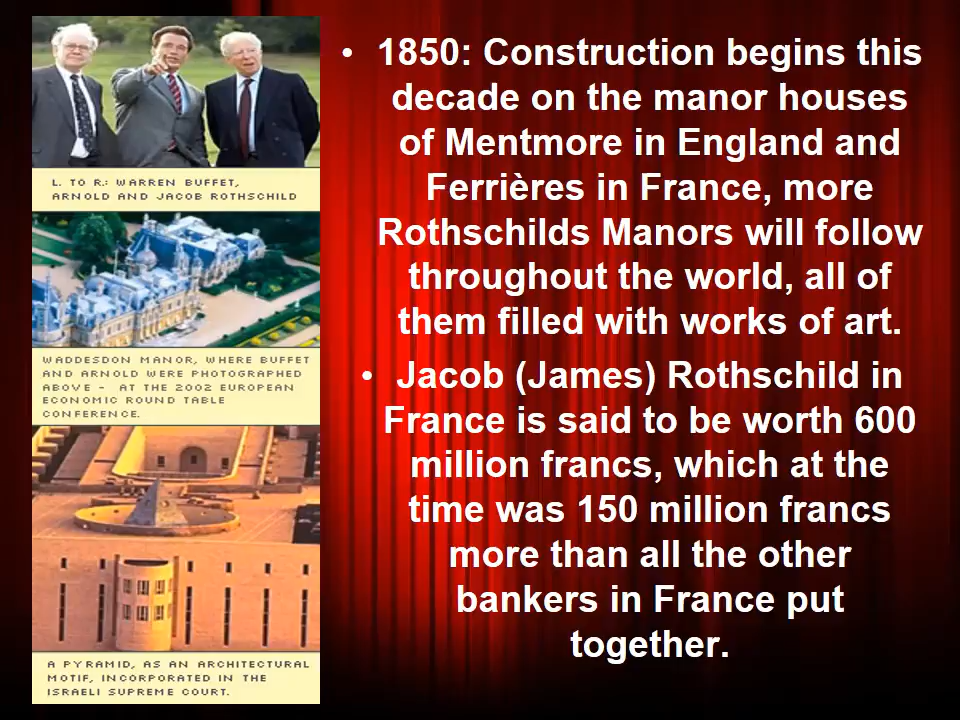 L. TO R.: WARREN BUFFET,
ARNOLD AND JACOB ROTHSCHILD
WADDESDON MANOR, WHERE BUFFET
AND ARNOLD WERE PHOTOGRAPHED
ABOVE - AT THE 2002 EUROPEAN
ECONOMIC ROUND TABLE
CONFERENCE.
A PYRAMID, AS AN ARCHITECTURAL
MOTIF, INCORPORATED IN THE
ISRAELI SUPREME COURT.
• 1850: Construction begins this
decade on the manor houses
of Mentmore in England and
Ferrières in France, more
Rothschilds Manors will follow
throughout the world, all of
them filled with works of art.
• Jacob (James) Rothschild in
France is said to be worth 600
million francs, which at the
time was 150 million francs
more than all the other
bankers in France put
together.